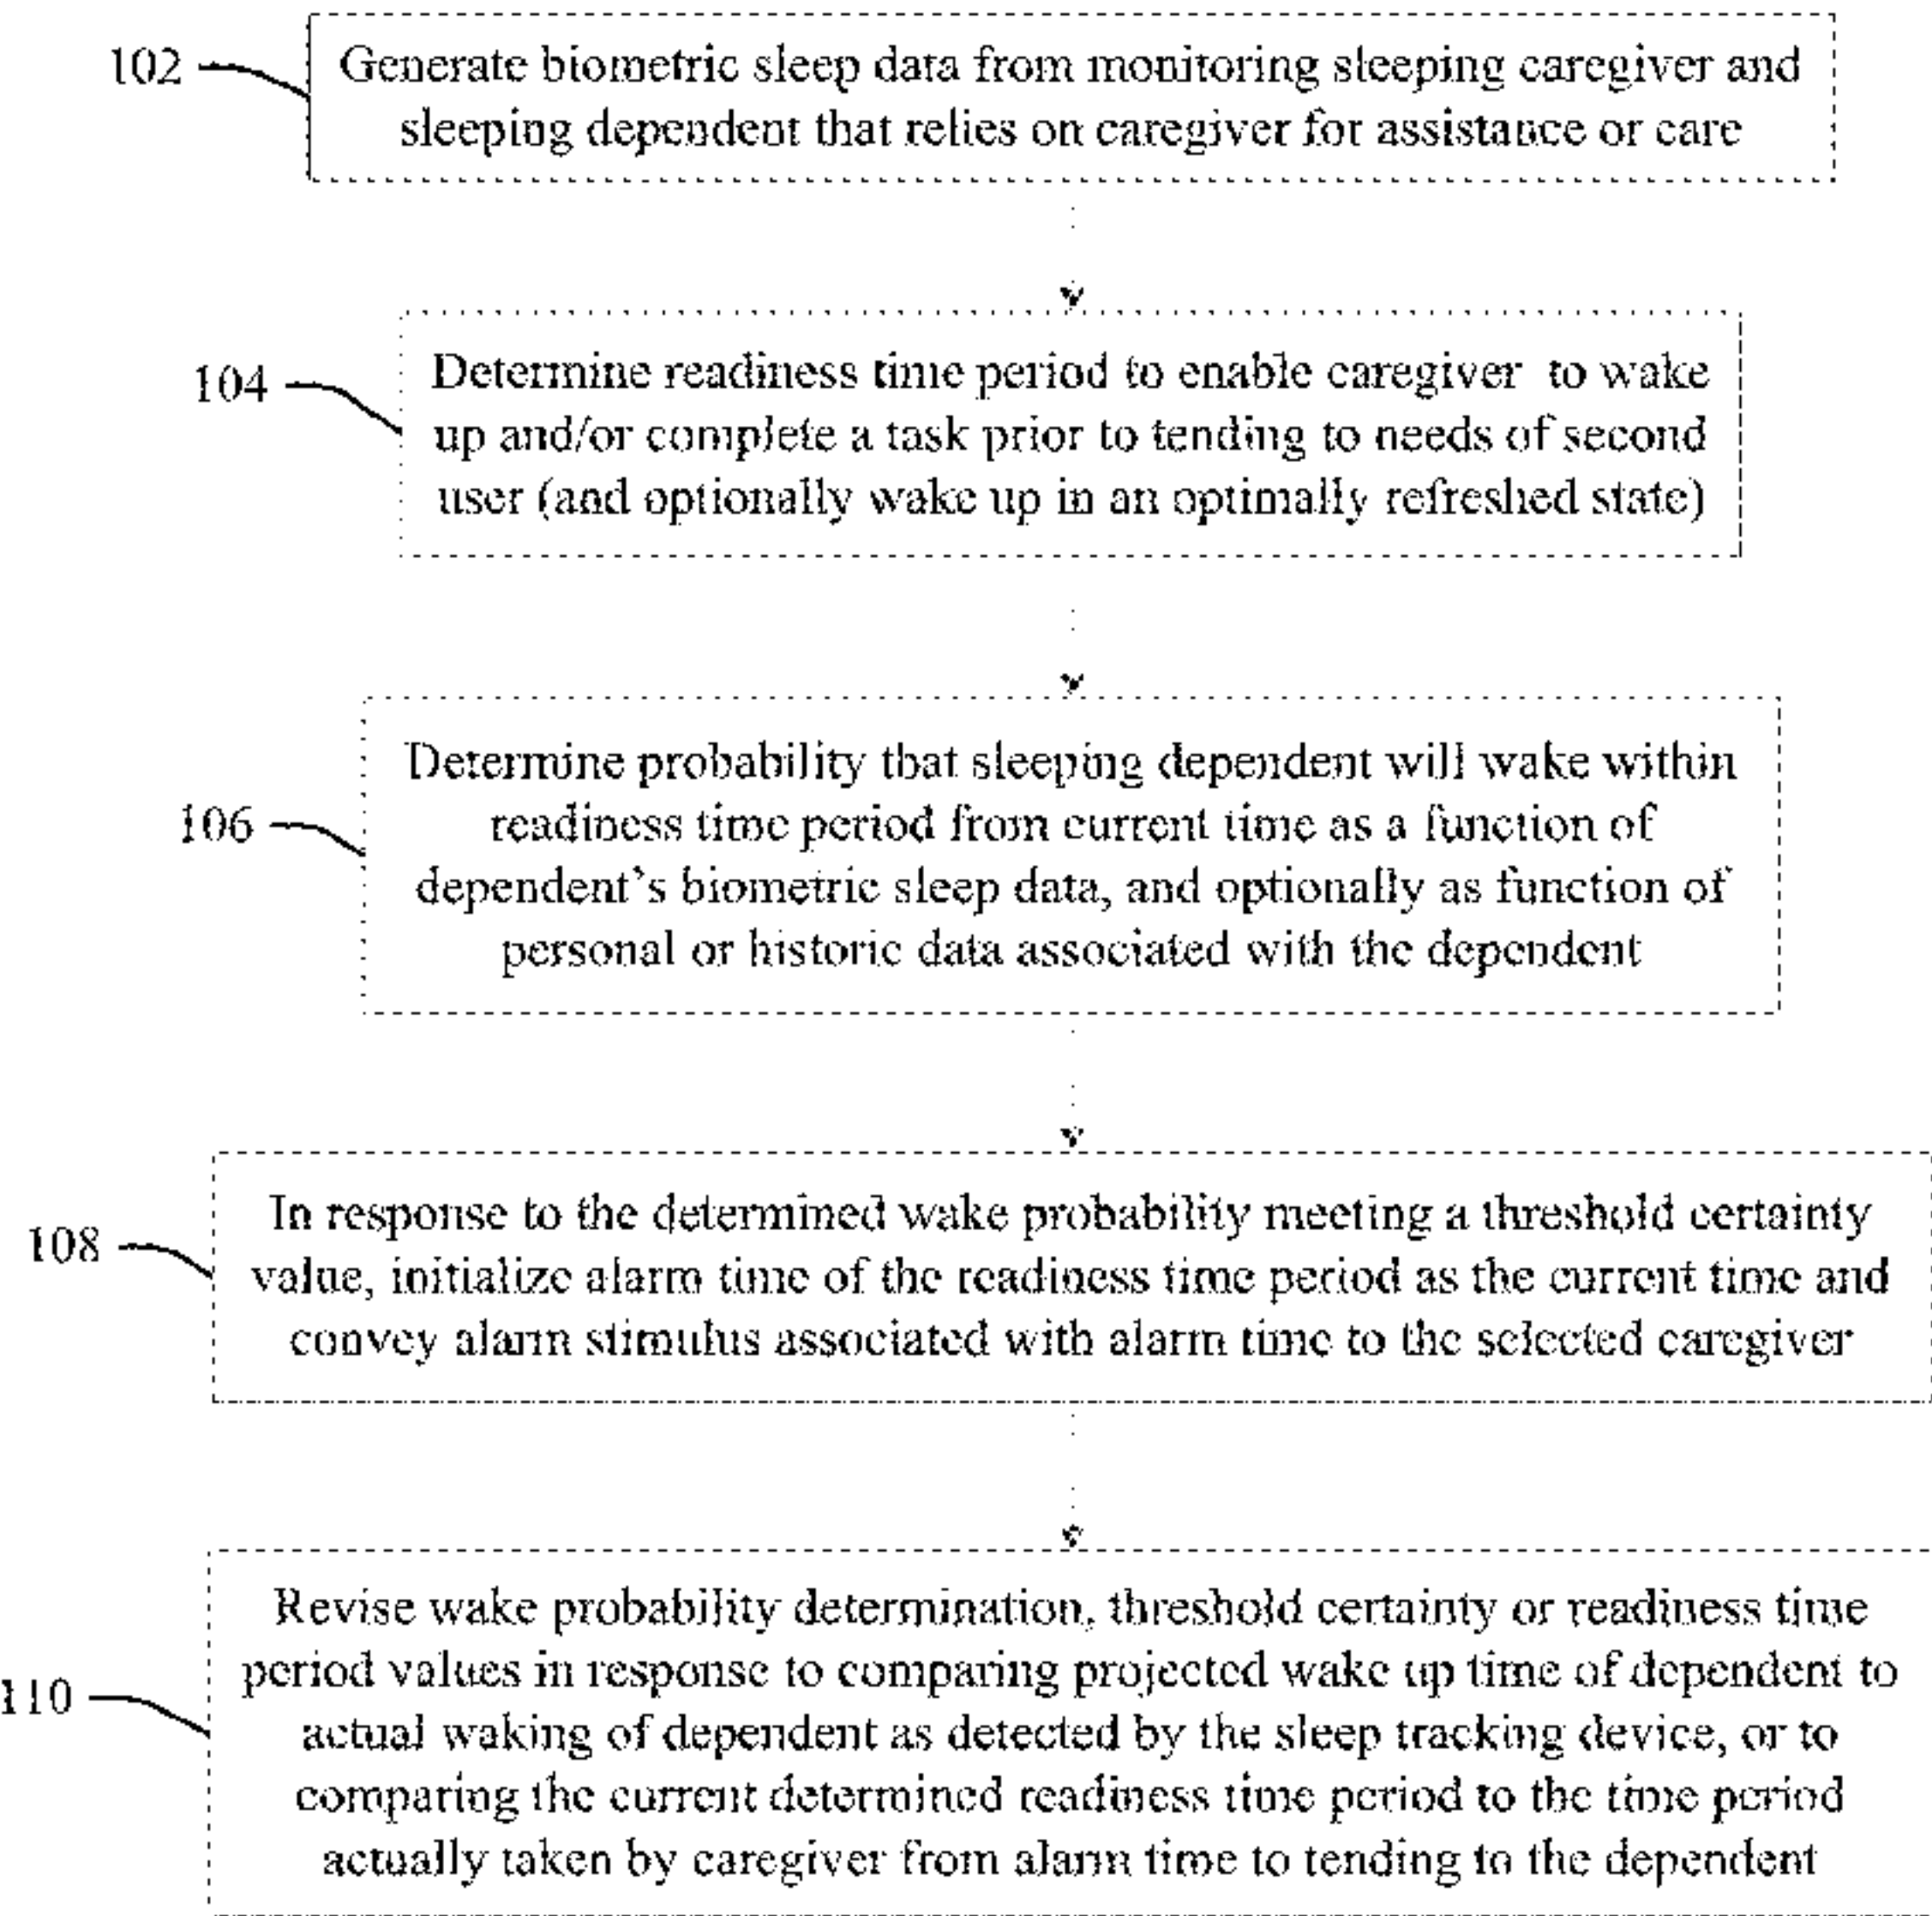 102
Generate biometric sleep data from monitoring sleeping caregiver and
sleeping dependent that relies on caregiver for assistance or care
104
Determine readiness time period to enable caregiver to wake
up and/or complete a task prior to tending to needs of second
user (and optionally wake up in an optimally refreshed state)
106
Determine probability that sleeping dependent will wake within
readiness time period from current time as a function of
dependent's biometric sleep data, and optionally as function of
personal or historic data associated with the dependent
108
In response to the determined wake probability meeting a threshold certainty
value, initialize alarm time of the readiness time period as the current time and
convey alarm stimulus associated with alarm time to the selected caregiver
110
Revise wake probability determination, threshold certainty or readiness time
period values in response to comparing projected wake up time of dependent to
actual waking of dependent as detected by the sleep tracking device, or to
comparing the current determined readiness time period to the time period
actually taken by caregiver from alarm time to tending to the dependent